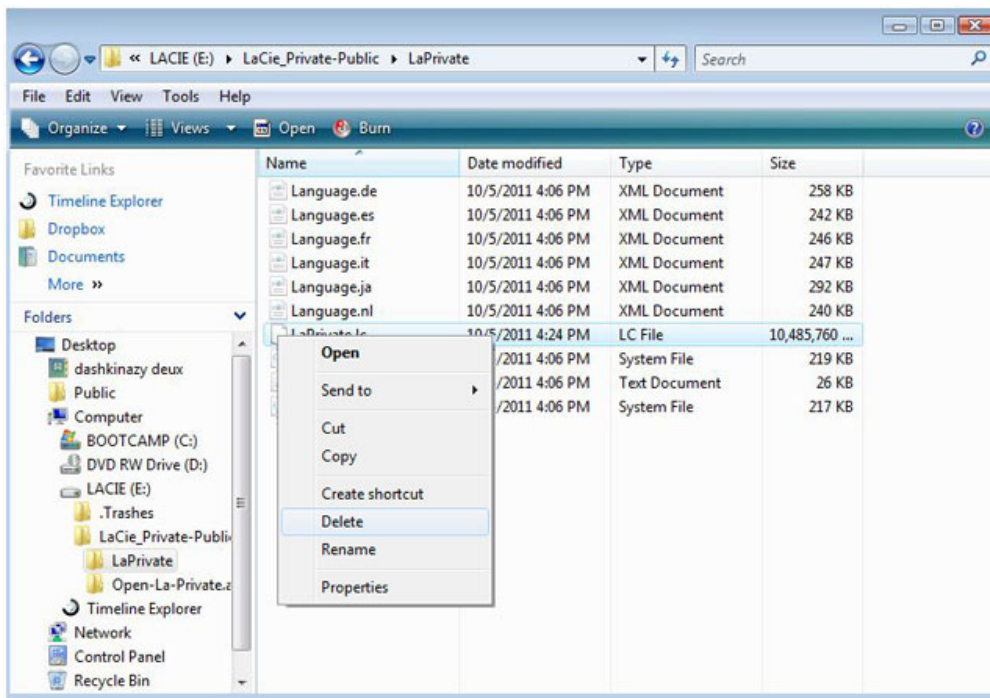 « LACIE (E:) ▸ LaCie_Private-Public ▸ LaPrivate
Search
File Edit View Tools Help
Organize Views Open Burn
Favorite Links
Timeline Explorer
Dropbox
Documents
More »
Folders
Desktop
dashkinazy deux
Public
Computer
BOOTCAMP (C:)
DVD RW Drive (D:)
LACIE (E:)
.Trashes
LaCie_Private-Publi
LaPrivate
Open-La-Private.a
Timeline Explorer
Network
Control Panel
Recycle Bin
Name Date modified Type Size
Language.de 10/5/2011 4:06 PM XML Document 258 KB
Language.es 10/5/2011 4:06 PM XML Document 242 KB
Language.fr 10/5/2011 4:06 PM XML Document 246 KB
Language.it 10/5/2011 4:06 PM XML Document 247 KB
Language.ja 10/5/2011 4:06 PM XML Document 292 KB
Language.nl 10/5/2011 4:06 PM XML Document 240 KB
LaPrivate.lc 10/5/2011 4:24 PM LC File 10,485,760 ...
/2011 4:06 PM System File 219 KB
/2011 4:06 PM Text Document 26 KB
/2011 4:06 PM System File 217 KB
Open
Send to
Cut
Copy
Create shortcut
Delete
Rename
Properties